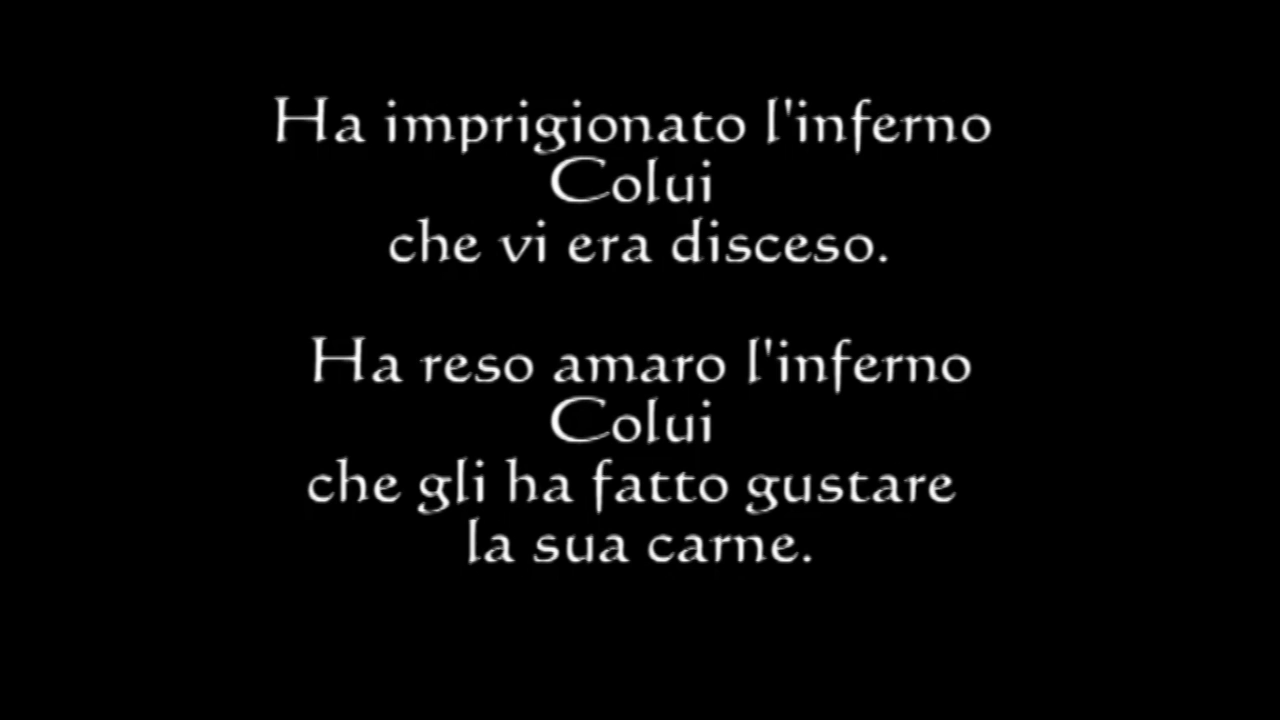 Ha imprigionato l'inferno
Colui
che vi era disceso.
Ha reso amaro l'inferno
Colui
che gli ha fatto gustare
la sua carne.